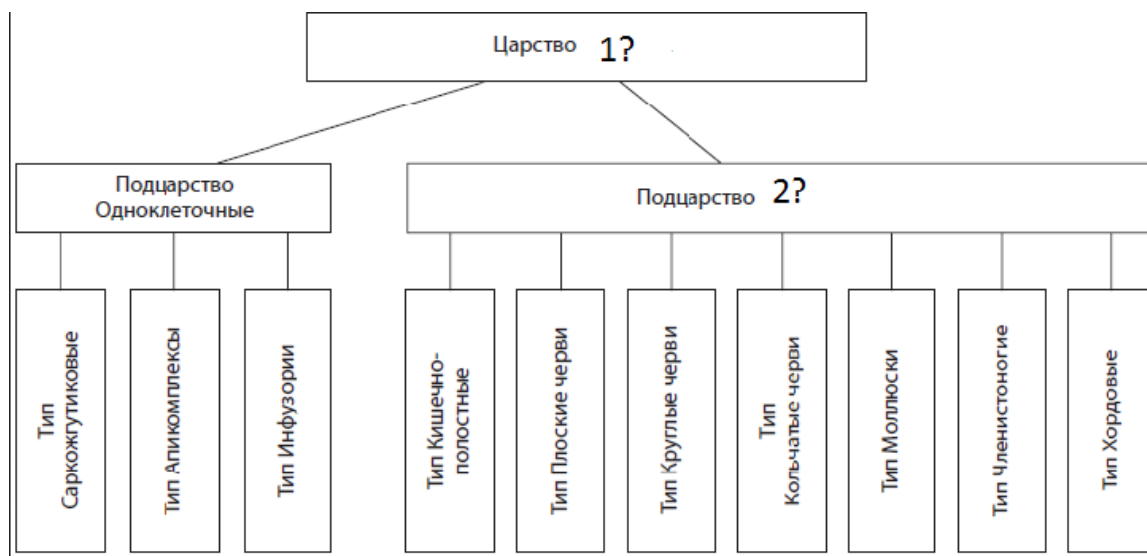 Царство 1?
Подцарство
Одноклеточные
Подцарство 2?
Тип
Саркожгутиковые
Тип Апикомплексы
Тип Инфузории
Тип Кишечно-
полостные
Тип Плоские черви
Тип Круглые черви
Тип
Кольчатые черви
Тип Моллюски
Тип Членистоногие
Тип Хордовые